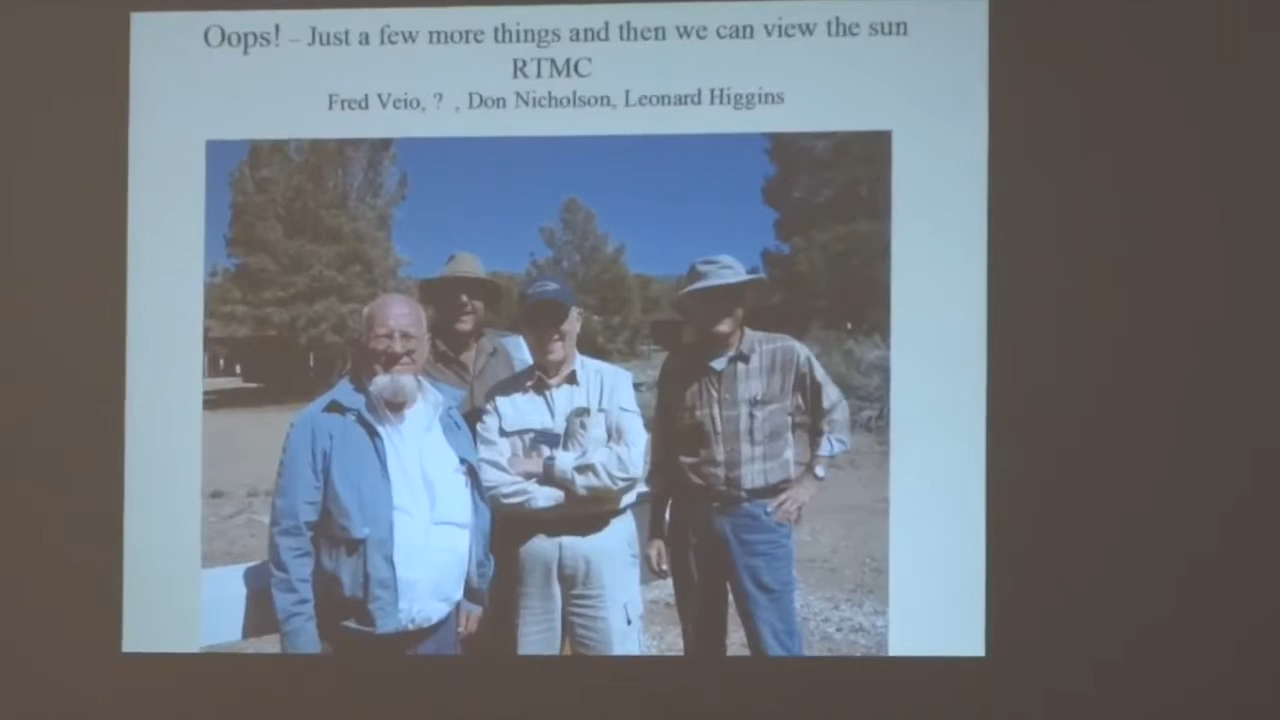 Oops! – Just a few more things and then we can view the sun
RTMC
Fred Veio, ? , Don Nicholson, Leonard Higgins